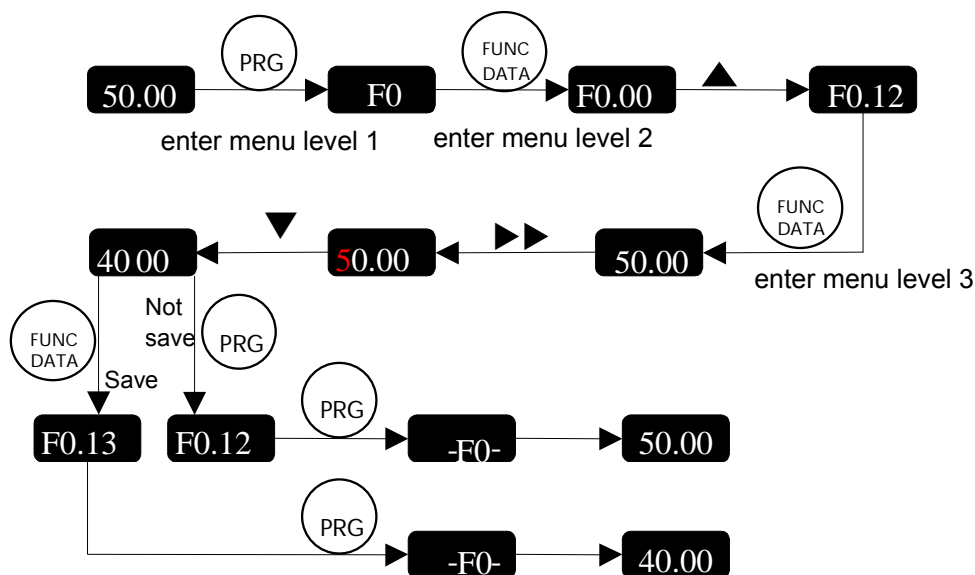 PRG
FUNC
DATA
50.00
F0
F0.00
F0.12
enter menu level 1
enter menu level 2
FUNC
DATA
40 00
50.00
50.00
enter menu level 3
Not
save
FUNC
DATA
PRG
Save
PRG
F0.13
F0.12
-F0-
50.00
PRG
-F0-
40.00